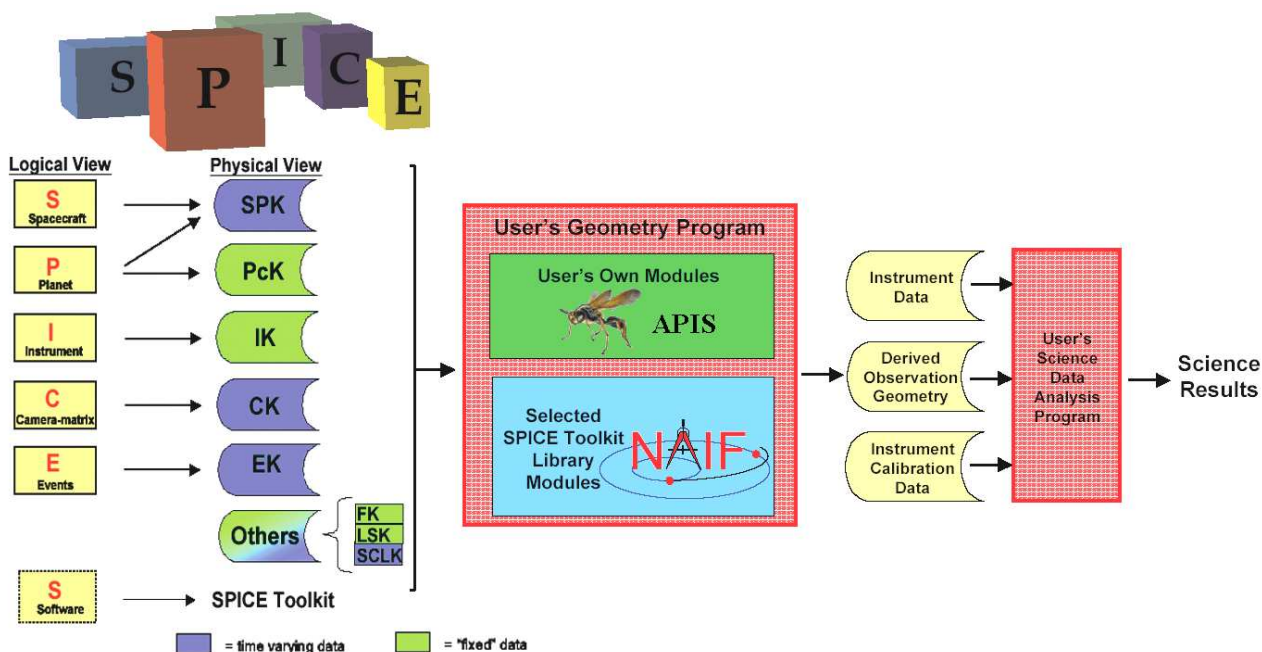 S P I C E
Logical View
Physical View
S
Spacecraft
SPK
P
Planet
PcK
I
Instrument
IK
C
Camera-matrix
CK
E
Events
EK
Others
FK
LSK
SCLK
S
Software
SPICE Toolkit
= time varying data
= "fixed" data
User's Geometry Program
User's Own Modules
APIS
Selected
SPICE Toolkit
Library
Modules
NAIF
Instrument
Data
Derived
Observation
Geometry
Instrument
Calibration
Data
User's
Science
Data
Analysis
Program
Science
Results